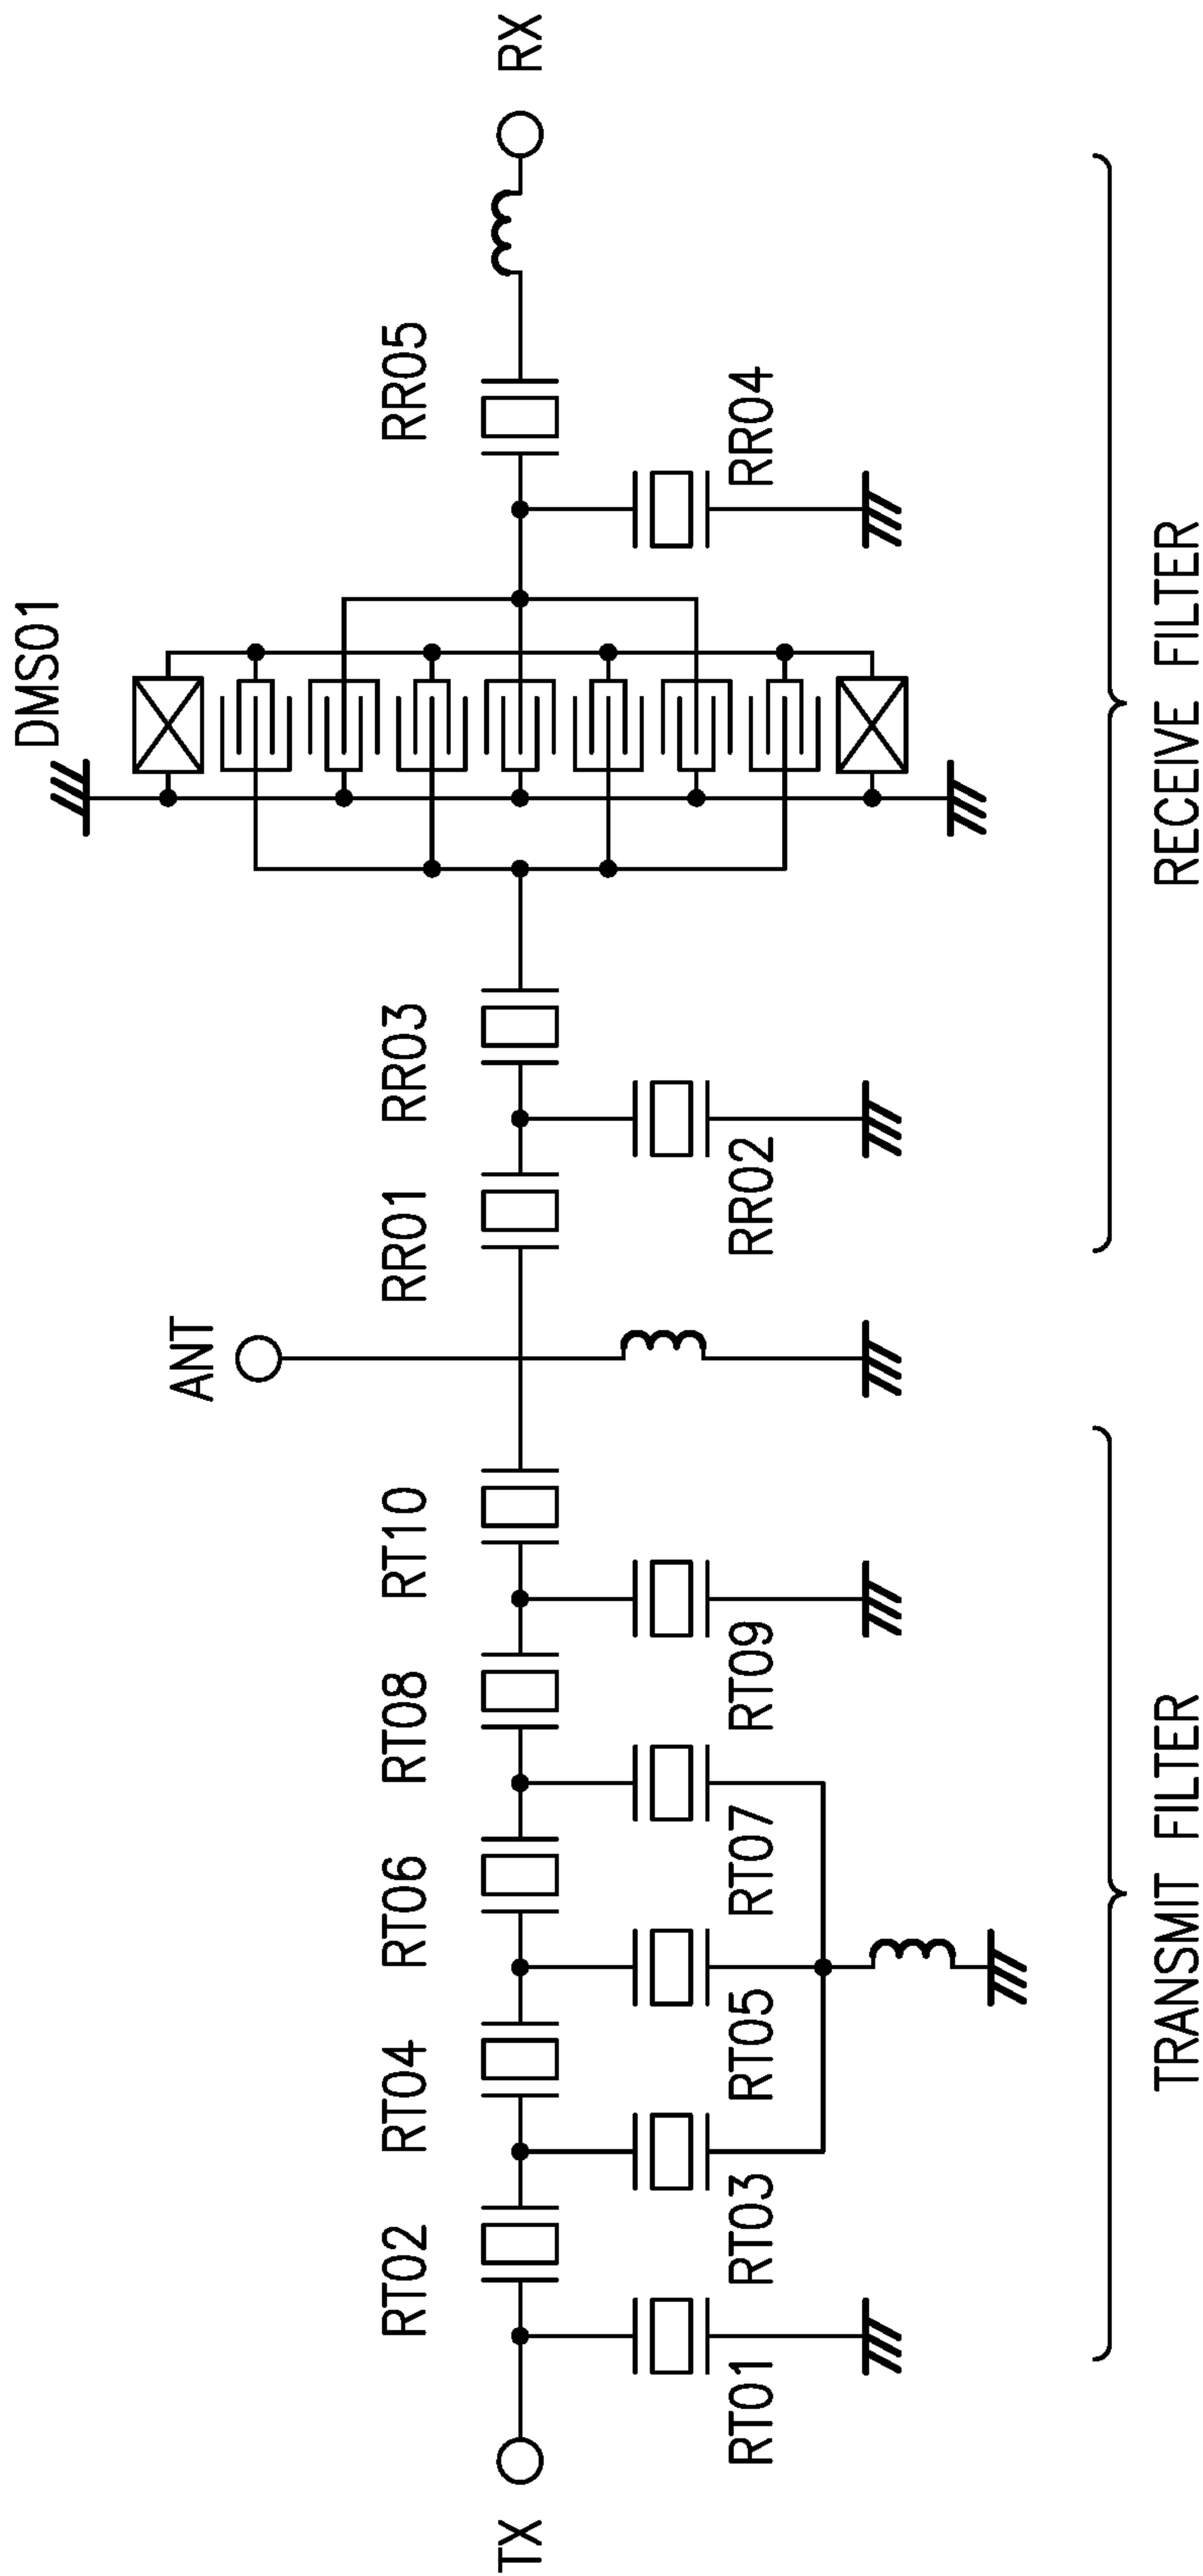 DMS01
ANT
RT02 RT04 RT06 RT08 RT10 RR01 RR03 RR05
TX RX
RT01 RT03 RT05 RT07 RT09 RR02 RR04
TRANSMIT FILTER RECEIVE FILTER